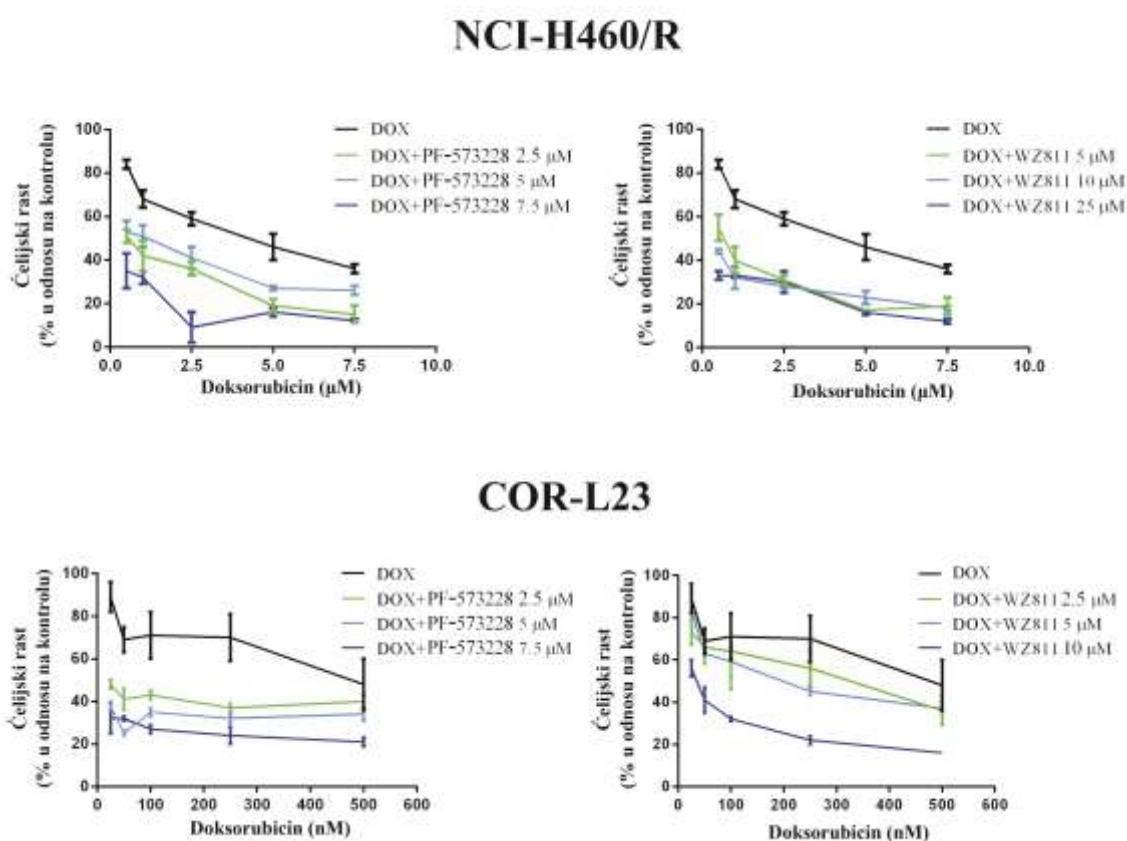 NCI-H460/R
Ćelijski rast
(% u odnosu na kontrolu)
100
80
60
40
20
0
0.0
2.5
5.0
7.5
10.0
Doksorubicin (μM)
DOX
DOX+PF-573228 2.5 μM
DOX+PF-573228 5 μM
DOX+PF-573228 7.5 μM
Ćelijski rast
(% u odnosu na kontrolu)
100
80
60
40
20
0
0.0
2.5
5.0
7.5
10.0
Doksorubicin (μM)
DOX
DOX+WZ811 5 μM
DOX+WZ811 10 μM
DOX+WZ811 25 μM
COR-L23
Ćelijski rast
(% u odnosu na kontrolu)
100
80
60
40
20
0
0
100
200
300
400
500
600
Doksorubicin (nM)
DOX
DOX+PF-573228 2.5 μM
DOX+PF-573228 5 μM
DOX+PF-573228 7.5 μM
Ćelijski rast
(% u odnosu na kontrolu)
100
80
60
40
20
0
0
100
200
300
400
500
600
Doksorubicin (nM)
DOX
DOX+WZ811 2.5 μM
DOX+WZ811 5 μM
DOX+WZ811 10 μM